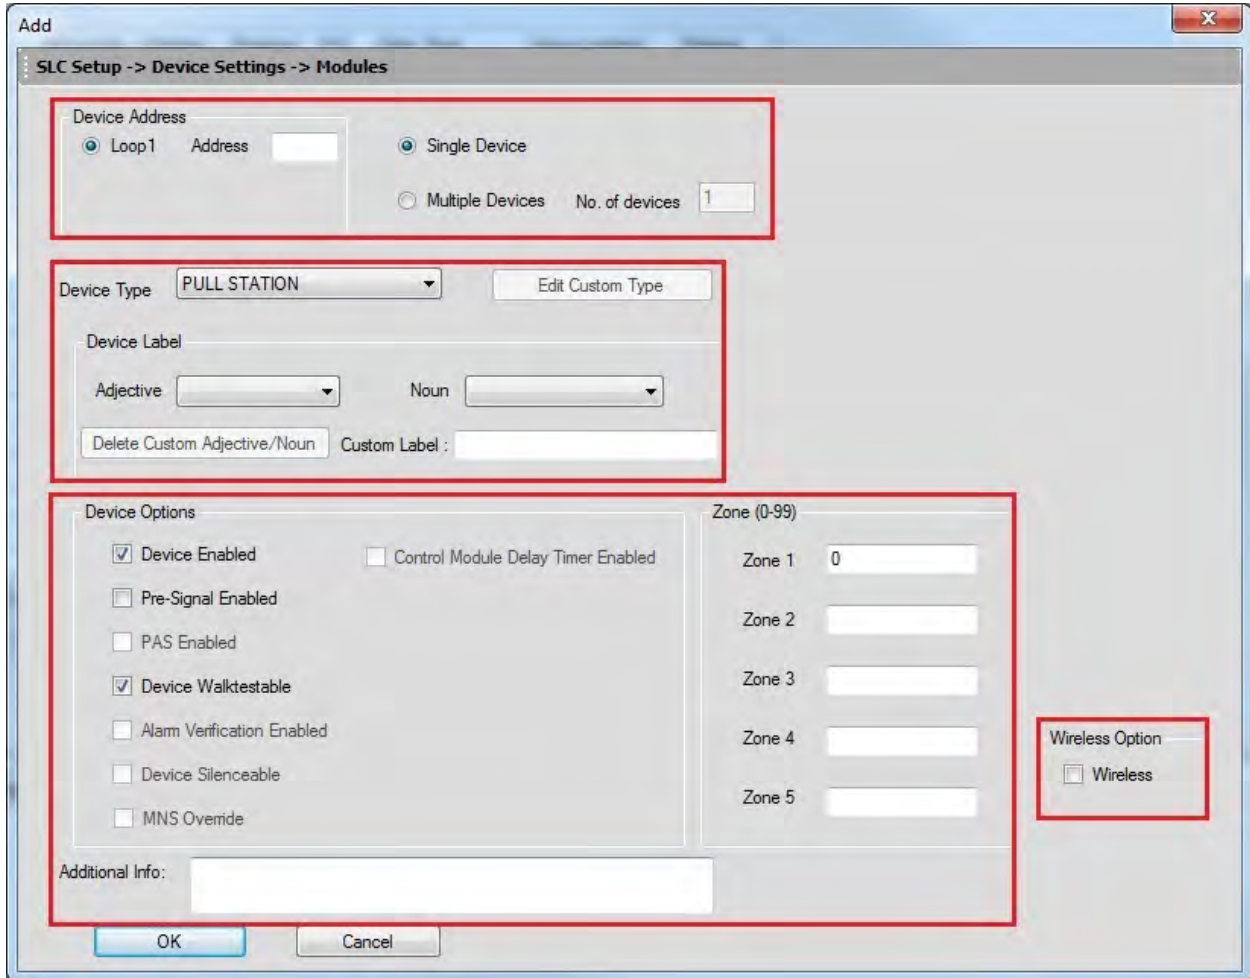 Add
SLC Setup -> Device Settings -> Modules
Device Address
Loop1 Address
Single Device
Multiple Devices No. of devices 1
Device Type PULL STATION Edit Custom Type
Device Label
Adjective Noun
Delete Custom Adjective/Noun Custom Label :
Device Options
Device Enabled Control Module Delay Timer Enabled
Pre-Signal Enabled
PAS Enabled
Device Walktestable
Alarm Verification Enabled
Device Silenceable
MNS Override
Zone (0-99)
Zone 1 0
Zone 2
Zone 3
Zone 4
Zone 5
Wireless Option
Wireless
Additional Info:
OK Cancel